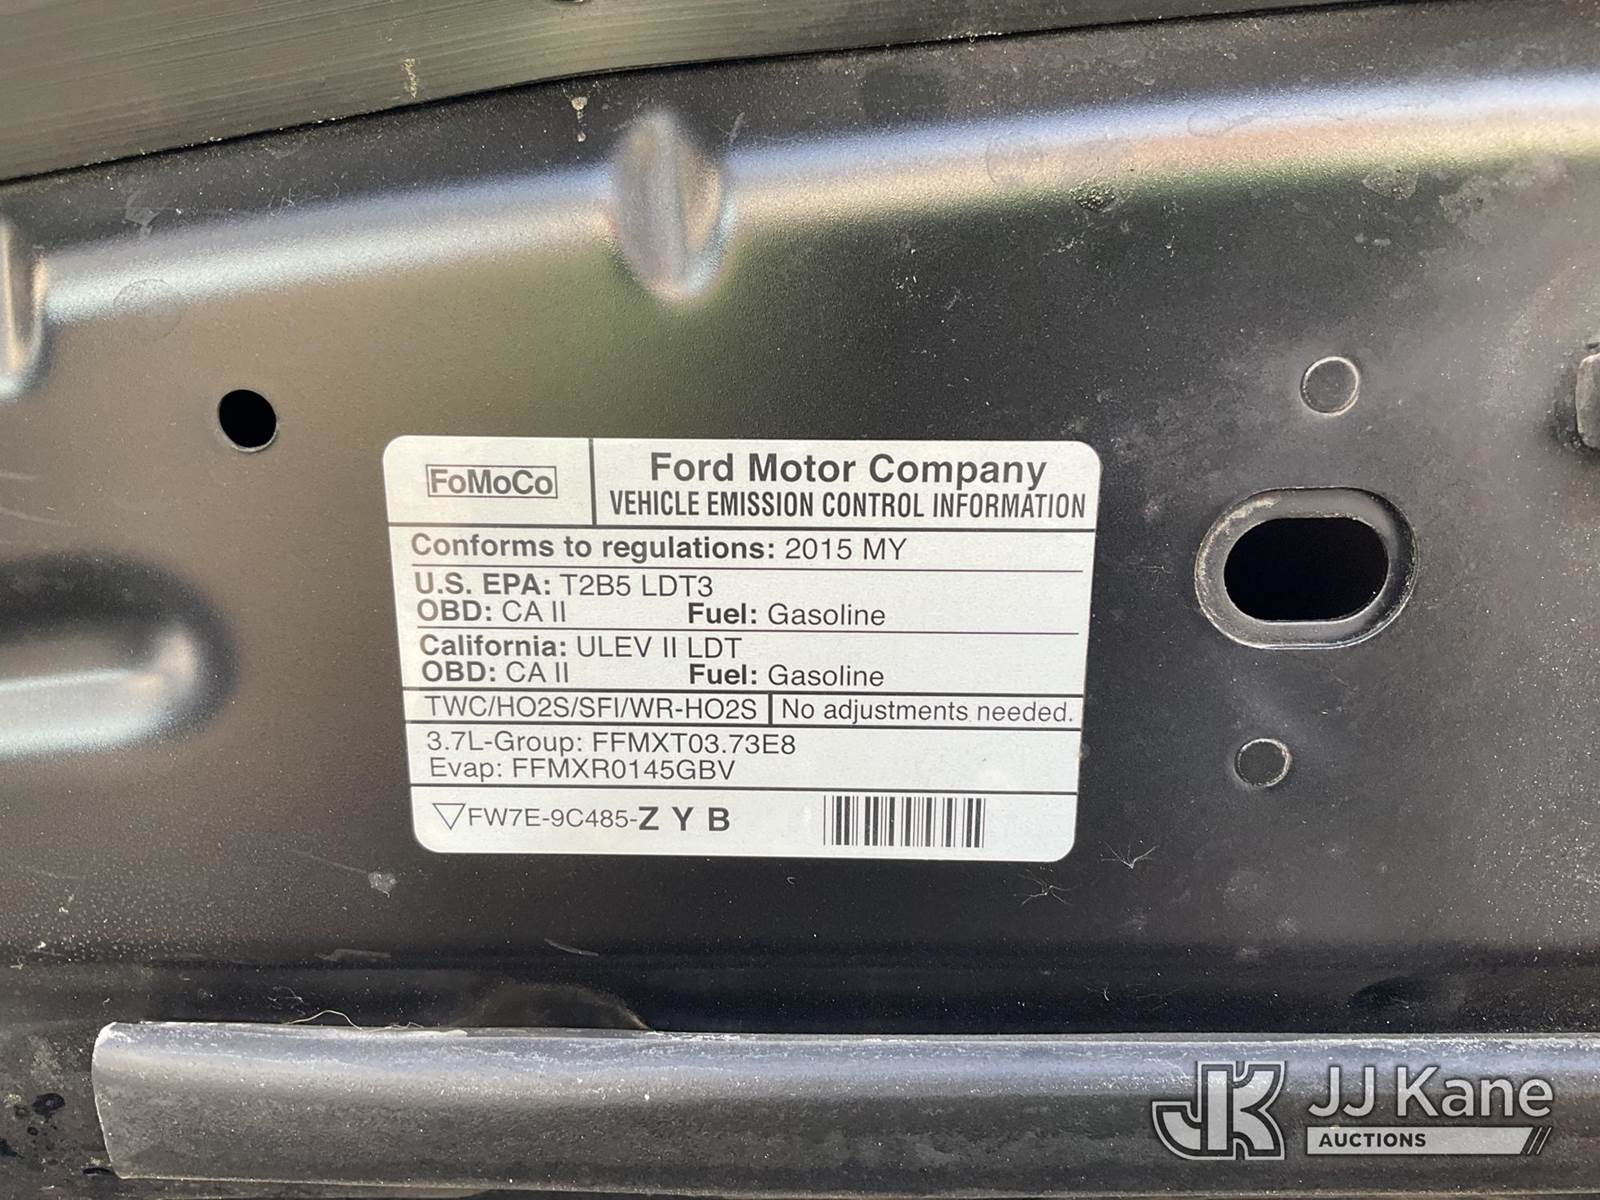 FoMoCo
Ford Motor Company
VEHICLE EMISSION CONTROL INFORMATION
Conforms to regulations: 2015 MY
U.S. EPA: T2B5 LDT3
OBD: CA II Fuel: Gasoline
California: ULEV II LDT
OBD: CA II Fuel: Gasoline
TWC/HO2S/SFI/WR-HO2S No adjustments needed.
3.7L-Group: FFMXT03.73E8
Evap: FFMXR0145GBV
▽FW7E-9C485-Z Y B
JK JJ Kane
AUCTIONS